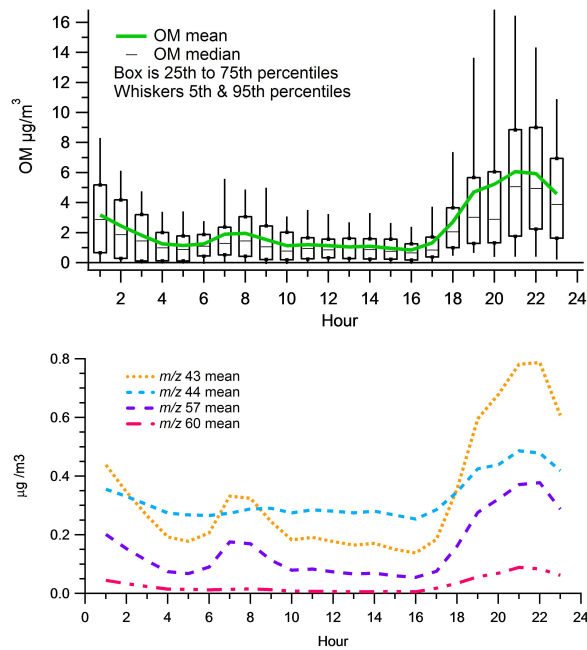 16
14
12
10
8
6
4
2
0
OM µg/m3
OM mean
OM median
Box is 25th to 75th percentiles
Whiskers 5th & 95th percentiles
2 4 6 8 10 12 14 16 18 20 22 24
Hour
0.8
0.6
0.4
0.2
0.0
µg /m3
m/z 43 mean
m/z 44 mean
m/z 57 mean
m/z 60 mean
0 2 4 6 8 10 12 14 16 18 20 22 24
Hour